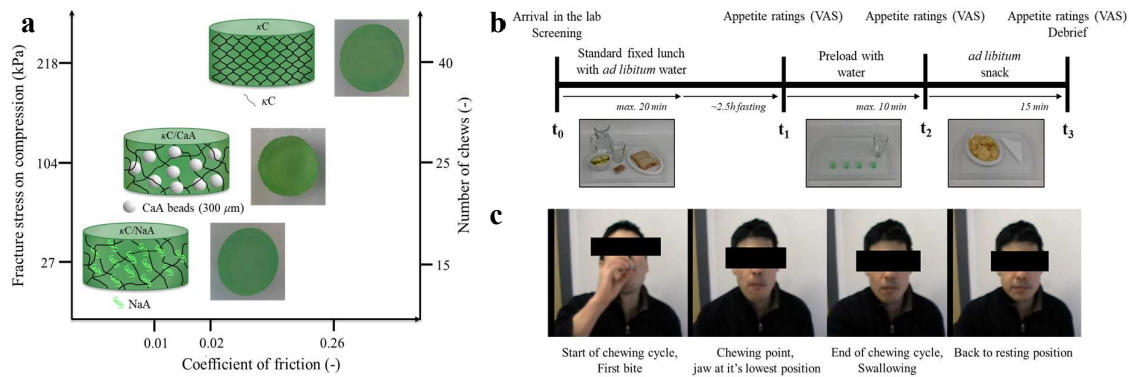 a
Fracture stress on compression (kPa)
218
104
27
κC
κC
κC/CaA
CaA beads (300 μm)
κC/NaA
NaA
0.01
0.02
0.26
Coefficient of friction (-)
40
25
15
Number of chews (-)
b
Arrival in the lab
Screening
Appetite ratings (VAS)
Appetite ratings (VAS)
Appetite ratings (VAS)
Debrief
Standard fixed lunch
with ad libitum water
Preload with
water
ad libitum
snack
max. 20 min
~2.5h fasting
max. 10 min
15 min
t0
t1
t2
t3
c
Start of chewing cycle,
First bite
Chewing point,
jaw at it's lowest position
End of chewing cycle,
Swallowing
Back to resting position